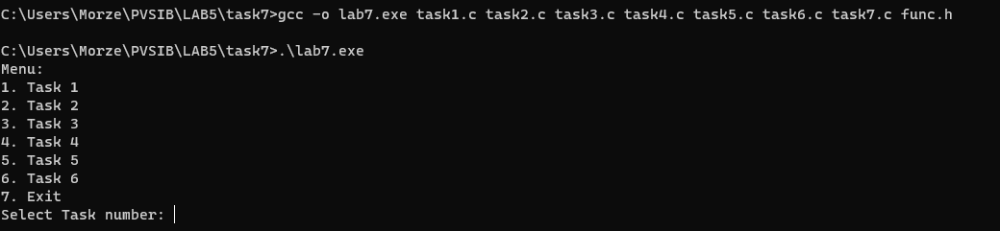 C:\Users\Morze\PVSIB\LAB5\task7>gcc -o lab7.exe task1.c task2.c task3.c task4.c task5.c task6.c task7.c func.h
C:\Users\Morze\PVSIB\LAB5\task7>.\lab7.exe
Menu:
1. Task 1
2. Task 2
3. Task 3
4. Task 4
5. Task 5
6. Task 6
7. Exit
Select Task number: